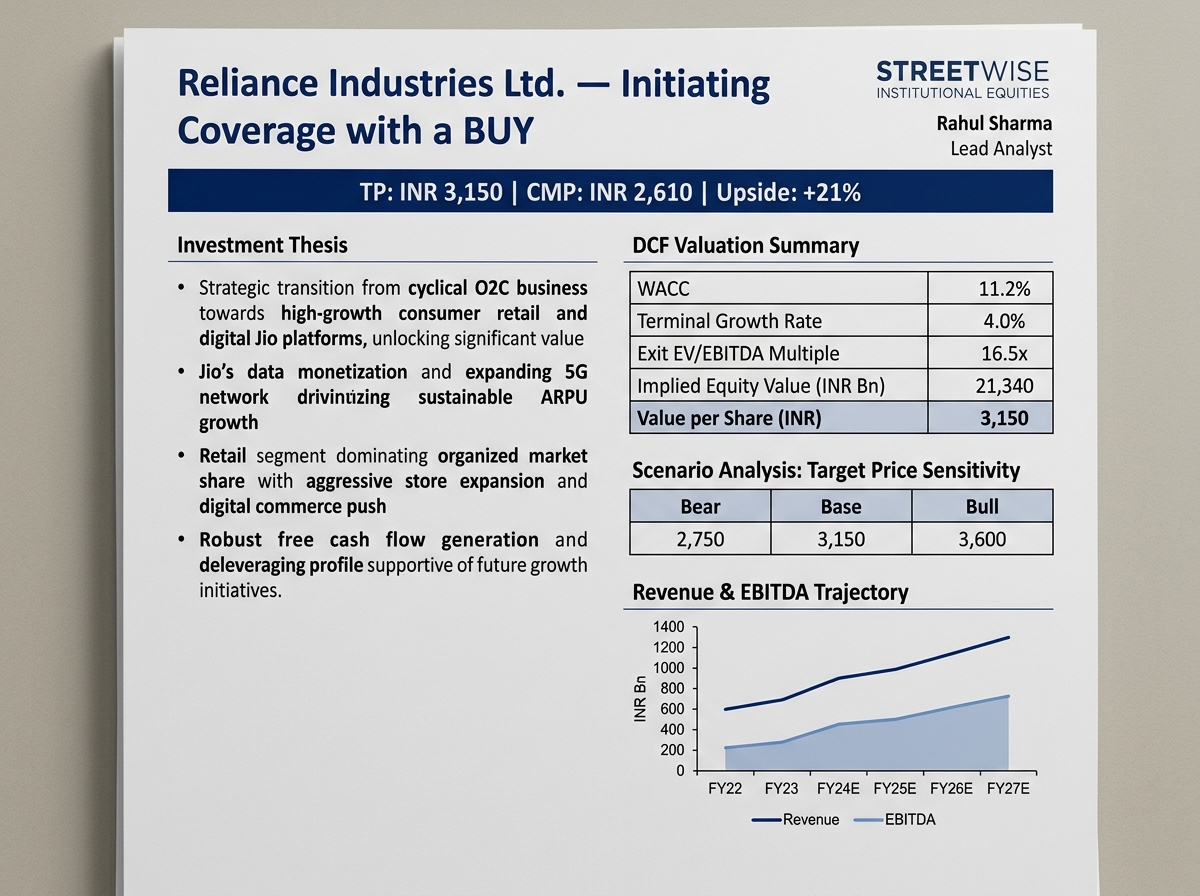 Reliance Industries Ltd. — Initiating
Coverage with a BUY
STREETWISE
INSTITUTIONAL EQUITIES
Rahul Sharma
Lead Analyst
TP: INR 3,150 | CMP: INR 2,610 | Upside: +21%
Investment Thesis
• Strategic transition from cyclical O2C business
towards high-growth consumer retail and
digital Jio platforms, unlocking significant value
• Jio's data monetization and expanding 5G
network sustainable ARPU
growth
• Retail segment dominating organized market
share with aggressive store expansion and
digital commerce push
• Robust free cash flow generation and
deleveraging profile supportive of future growth
initiatives.
DCF Valuation Summary
WACC 11.2%
Terminal Growth Rate 4.0%
Exit EV/EBITDA Multiple 16.5x
Implied Equity Value (INR Bn) 21,340
Value per Share (INR) 3,150
Scenario Analysis: Target Price Sensitivity
Bear Base Bull
2,750 3,150 3,600
Revenue & EBITDA Trajectory
INR Bn
1400
1200
1000
800
600
400
200
0
FY22 FY23 FY24E FY25E FY26E FY27E
Revenue EBITDA